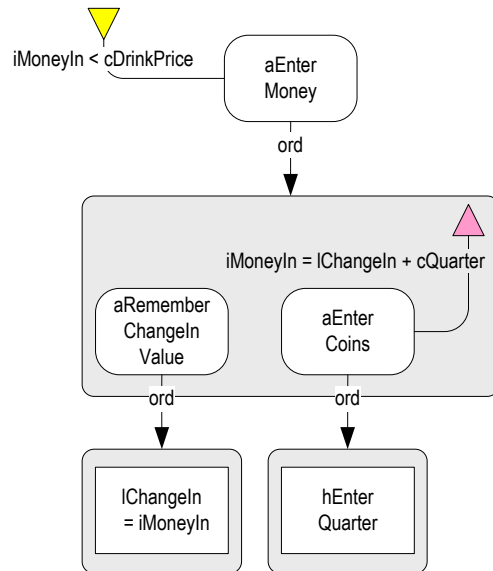 iMoneyIn < cDrinkPrice
aEnter
Money
ord
iMoneyIn = lChangeIn + cQuarter
aRemember
ChangeIn
Value
aEnter
Coins
ord
ord
lChangeIn
= iMoneyIn
hEnter
Quarter